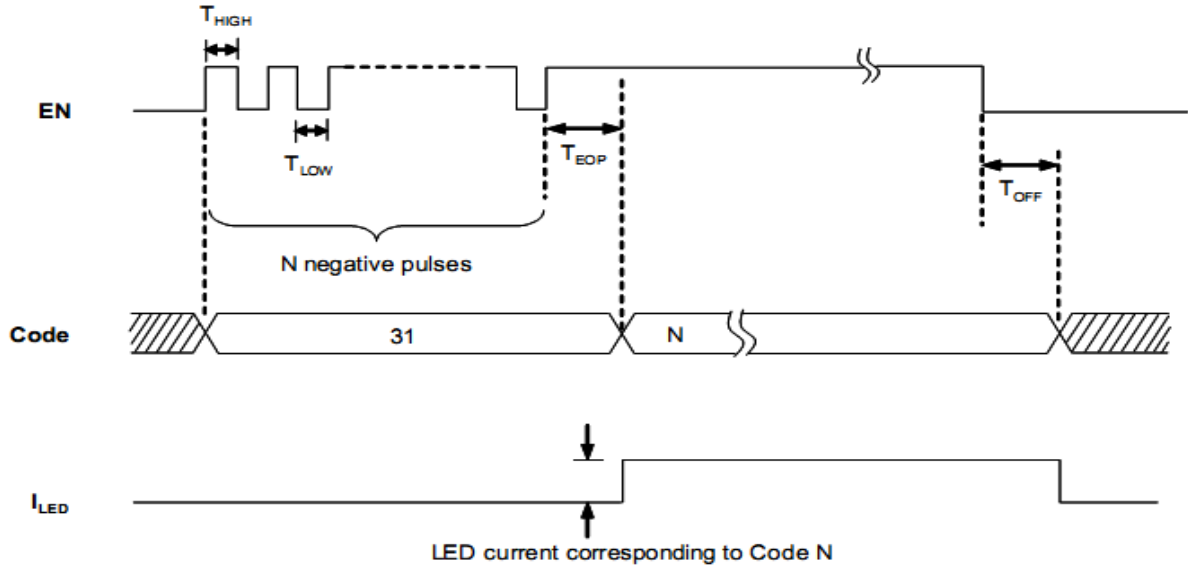 THIGH
EN
TLOW
TEOP
TOFF
N negative pulses
Code
31
N
ILED
LED current corresponding to Code N